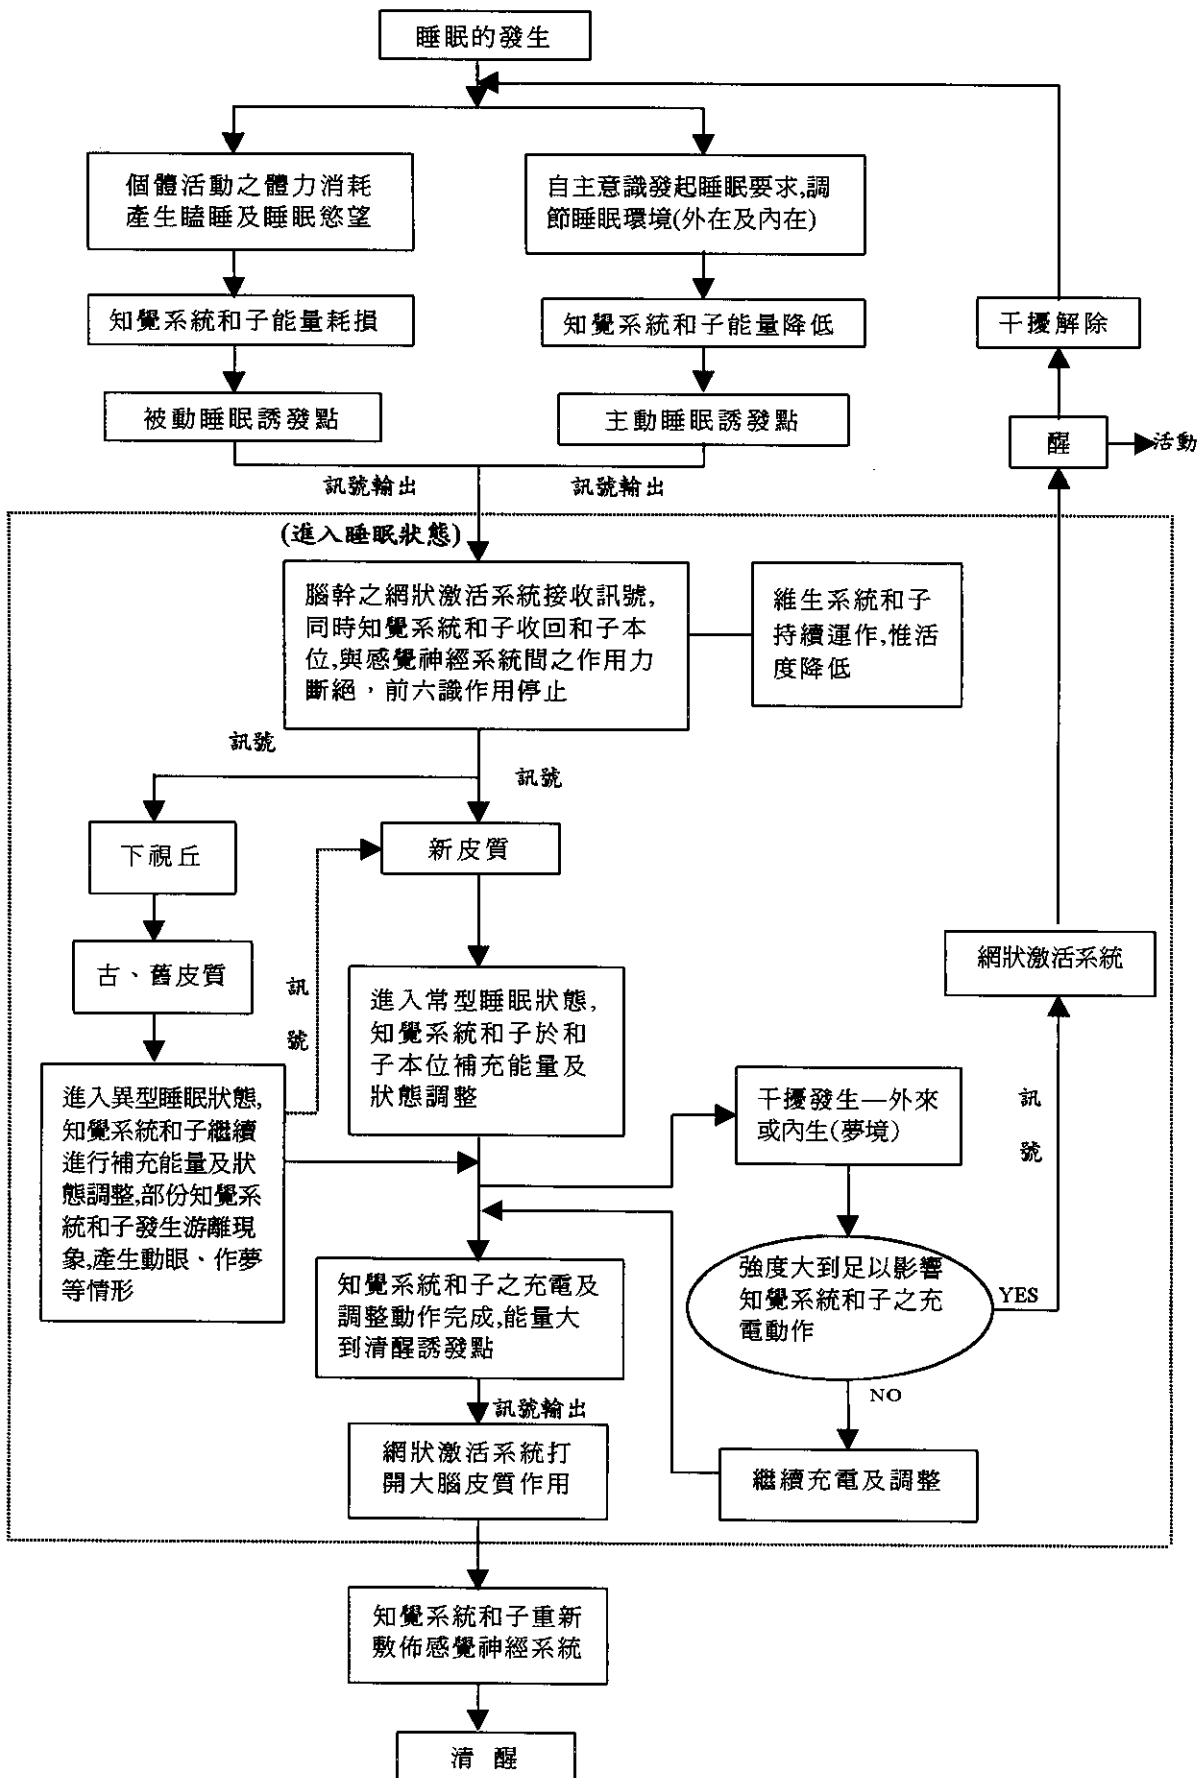 睡眠的發生
個體活動之體力消耗
產生瞌睡及睡眠慾望
自主意識發起睡眠要求,調
節睡眠環境(外在及內在)
知覺系統和子能量耗損
知覺系統和子能量降低
干擾解除
被動睡眠誘發點
主動睡眠誘發點
醒
活動
訊號輸出
訊號輸出
(進入睡眠狀態)
腦幹之網狀激活系統接收訊號,
同時知覺系統和子收回和子本
位,與感覺神經系統間之作用力
斷絕，前六識作用停止
維生系統和子
持續運作,惟活
度降低
訊號
訊號
下視丘
新皮質
古、舊皮質
訊
號
網狀激活系統
進入常型睡眠狀態,
知覺系統和子於和
子本位補充能量及
狀態調整
進入異型睡眠狀態,
知覺系統和子繼續
進行補充能量及狀
態調整,部份知覺系
統和子發生游離現
象,產生動眼、作夢
等情形
干擾發生—外來
或內生(夢境)
訊
號
強度大到足以影響
知覺系統和子之充
電動作
YES
知覺系統和子之充電及
調整動作完成,能量大
到清醒誘發點
NO
訊號輸出
網狀激活系統打
開大腦皮質作用
繼續充電及調整
知覺系統和子重新
敷佈感覺神經系統
清 醒